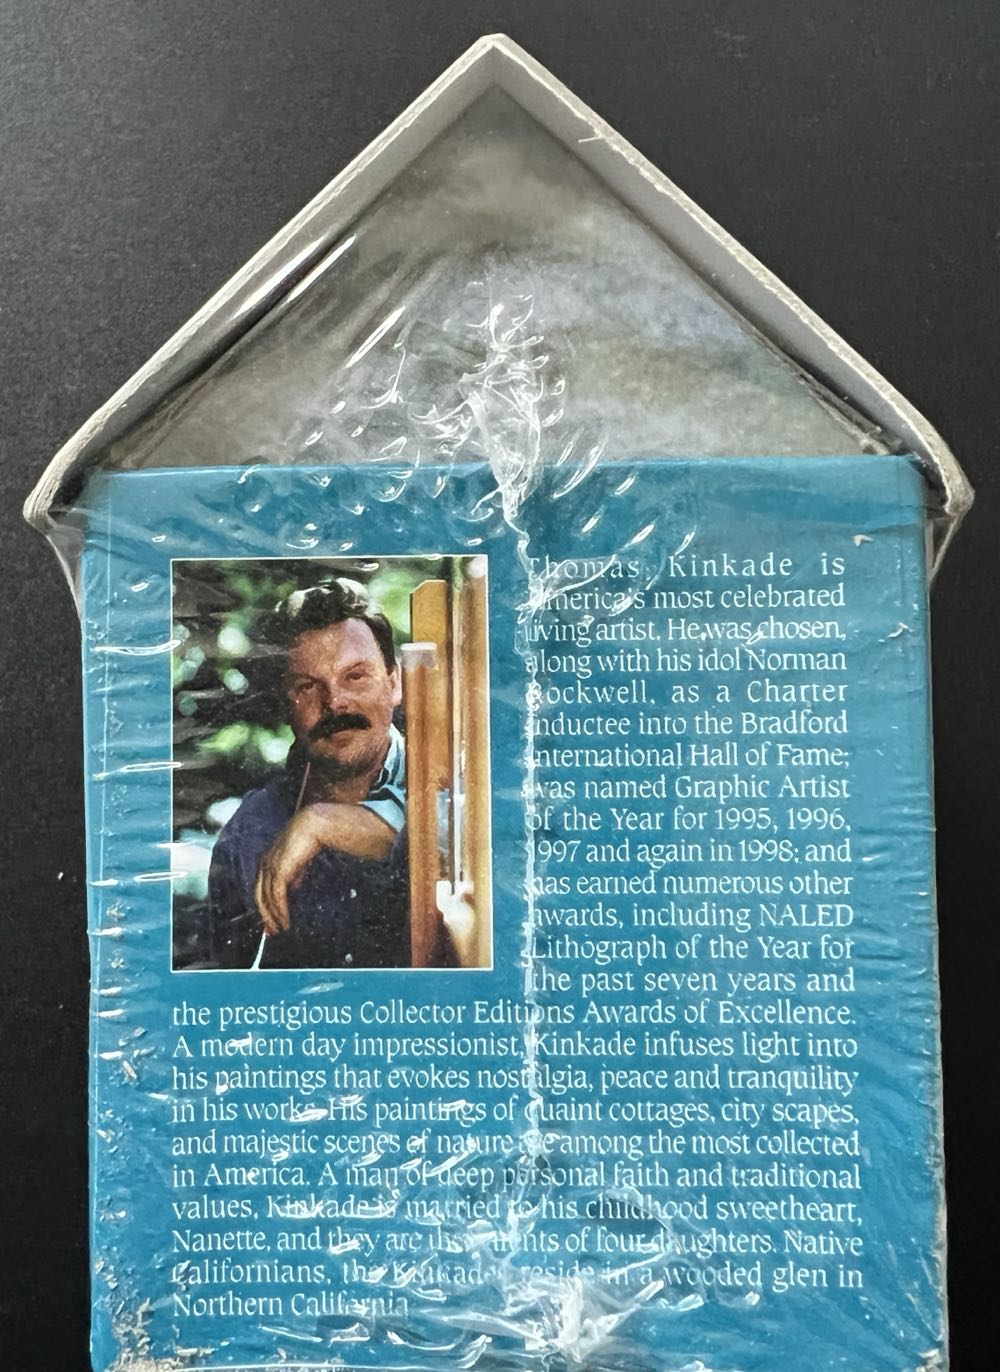 Thomas Kinkade is
America's most celebrated
living artist. He was chosen,
along with his idol Norman
Rockwell, as a Charter
Inductee into the Bradford
International Hall of Fame;
was named Graphic Artist
of the Year for 1995, 1996,
1997 and again in 1998; and
has earned numerous other
awards, including NALED
Lithograph of the Year for
the past seven years and
the prestigious Collector Editions Awards of Excellence.
A modern day impressionist, Kinkade infuses light into
his paintings that evokes nostalgia, peace and tranquility
in his works. His paintings of quaint cottages, city scapes,
and majestic scenes of nature are among the most collected
in America. A man of deep personal faith and traditional
values, Kinkade is married to his childhood sweetheart,
Nanette, and they are the parents of four daughters. Native
Californians, the Kinkades reside in a wooded glen in
Northern California